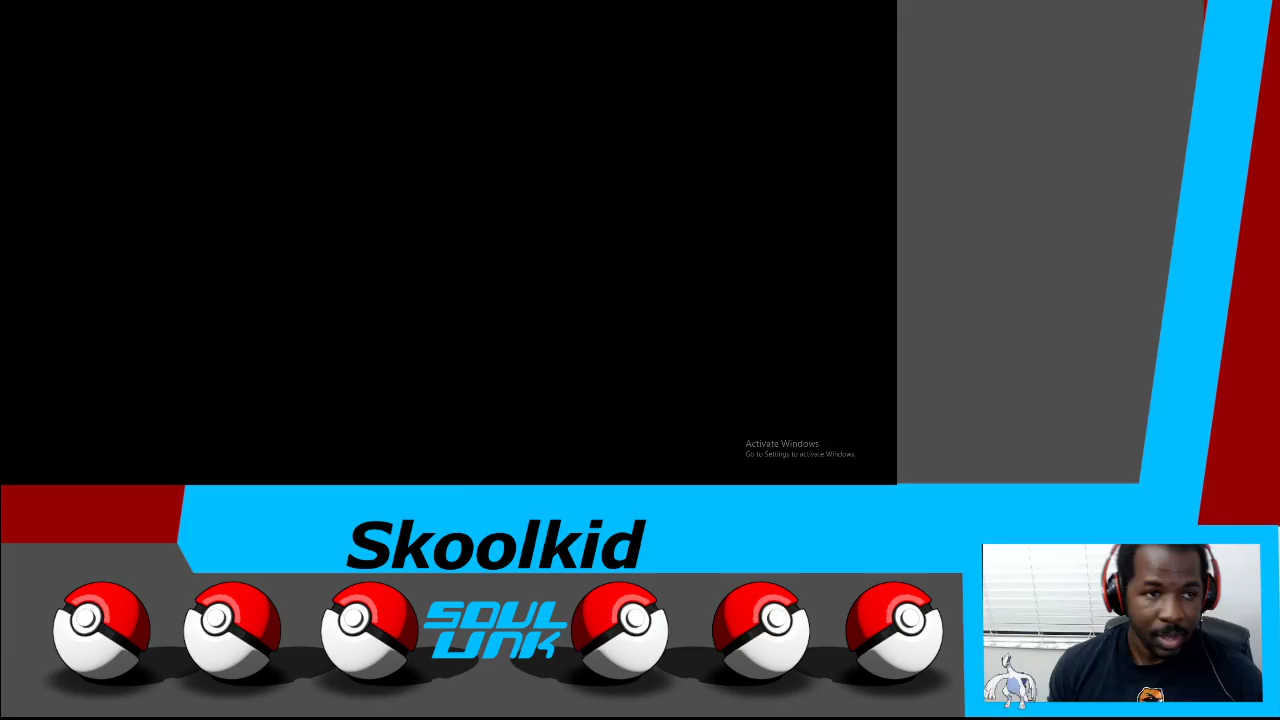 Activate Windows
Go to Settings to activate Windows.
Skoolkid
SOUL
LINK